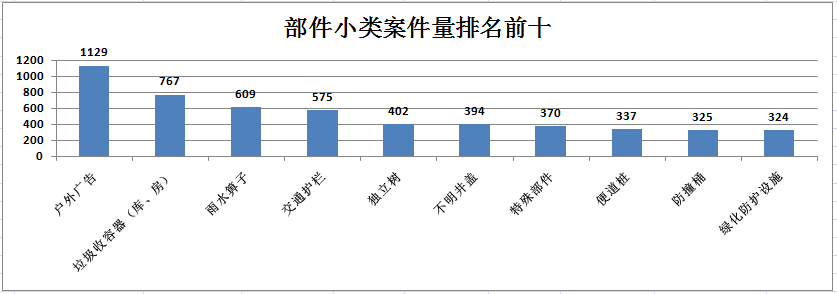 部件小类案件量排名前十
1200
1000
800
600
400
200
0
1129
767
609
575
402
394
370
337
325
324
户外广告
垃圾收容器（库、房）
雨水箅子
交通护栏
独立树
不明井盖
特殊部件
便道桩
防撞桶
绿化防护设施